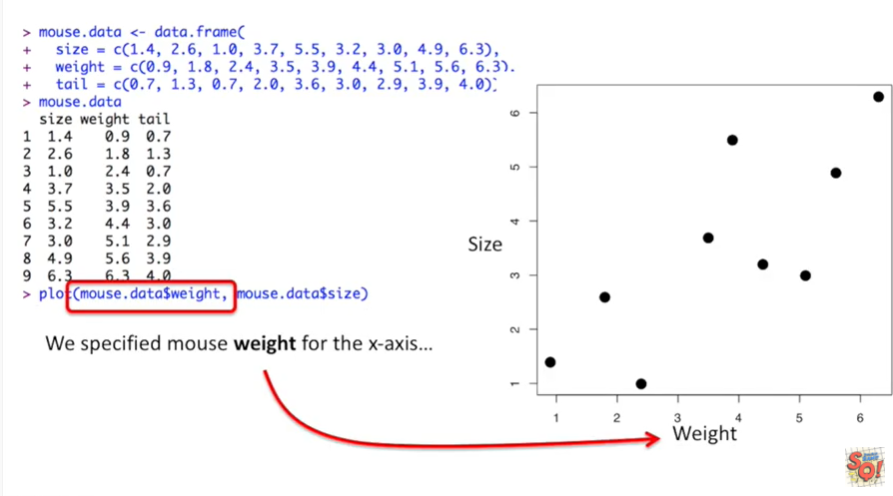 > mouse.data <- data.frame(
+   size = c(1.4, 2.6, 1.0, 3.7, 5.5, 3.2, 3.0, 4.9, 6.3),
+   weight = c(0.9, 1.8, 2.4, 3.5, 3.9, 4.4, 5.1, 5.6, 6.3),
+   tail = c(0.7, 1.3, 0.7, 2.0, 3.6, 3.0, 2.9, 3.9, 4.0))
> mouse.data
  size weight tail
1  1.4    0.9  0.7
2  2.6    1.8  1.3
3  1.0    2.4  0.7
4  3.7    3.5  2.0
5  5.5    3.9  3.6
6  3.2    4.4  3.0
7  3.0    5.1  2.9
8  4.9    5.6  3.9
9  6.3    6.3  4.0
> plot(mouse.data$weight, mouse.data$size)
We specified mouse weight for the x-axis...
Size
6
5
4
3
2
1
1 2 3 4 5 6
Weight
SQ!